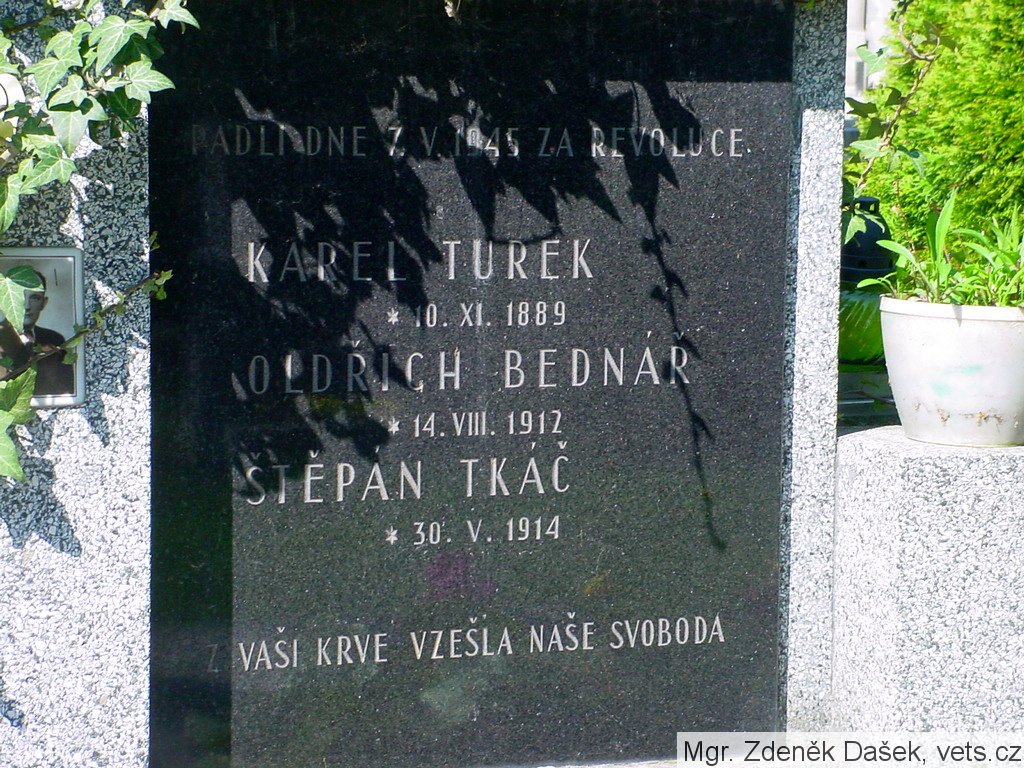 PADLI DNE 7. V. 1945 ZA REVOLUCE.
KAREL TUREK
* 10. XI. 1889
OLDŘICH BEDNÁŘ
* 14. VIII. 1912
ŠTĚPÁN TKÁČ
* 30. V. 1914
Z VAŠI KRVE VZEŠLA NAŠE SVOBODA
Mgr. Zdeněk Dašek, vets.cz